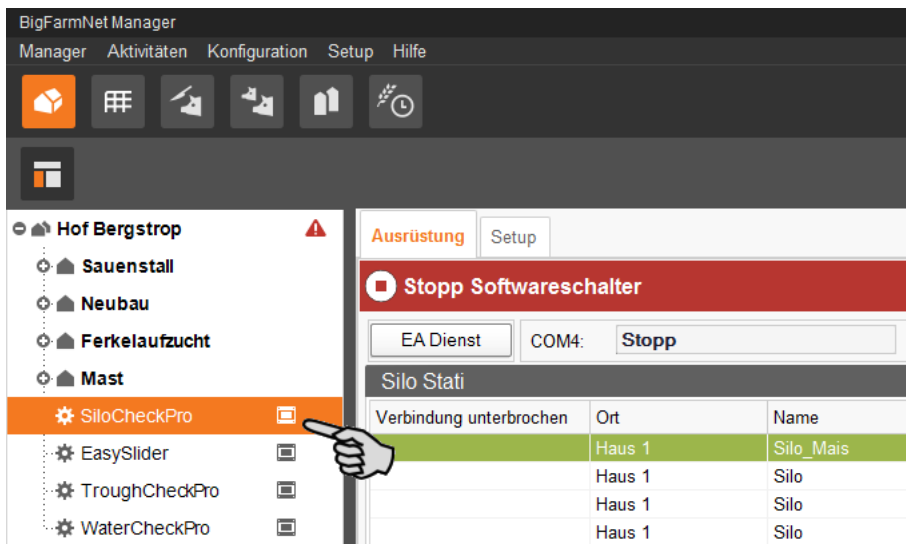 BigFarmNet Manager
Manager Aktivitäten Konfiguration Setup Hilfe
Hof Bergstrop
Sauenstall
Neubau
Ferkelaufzucht
Mast
SiloCheckPro
EasySlider
TroughCheckPro
WaterCheckPro
Ausrüstung Setup
Stopp Softwareschalter
EA Dienst COM4: Stopp
Silo Stati
Verbindung unterbrochen Ort Name
Haus 1 Silo_Mais
Haus 1 Silo
Haus 1 Silo
Haus 1 Silo